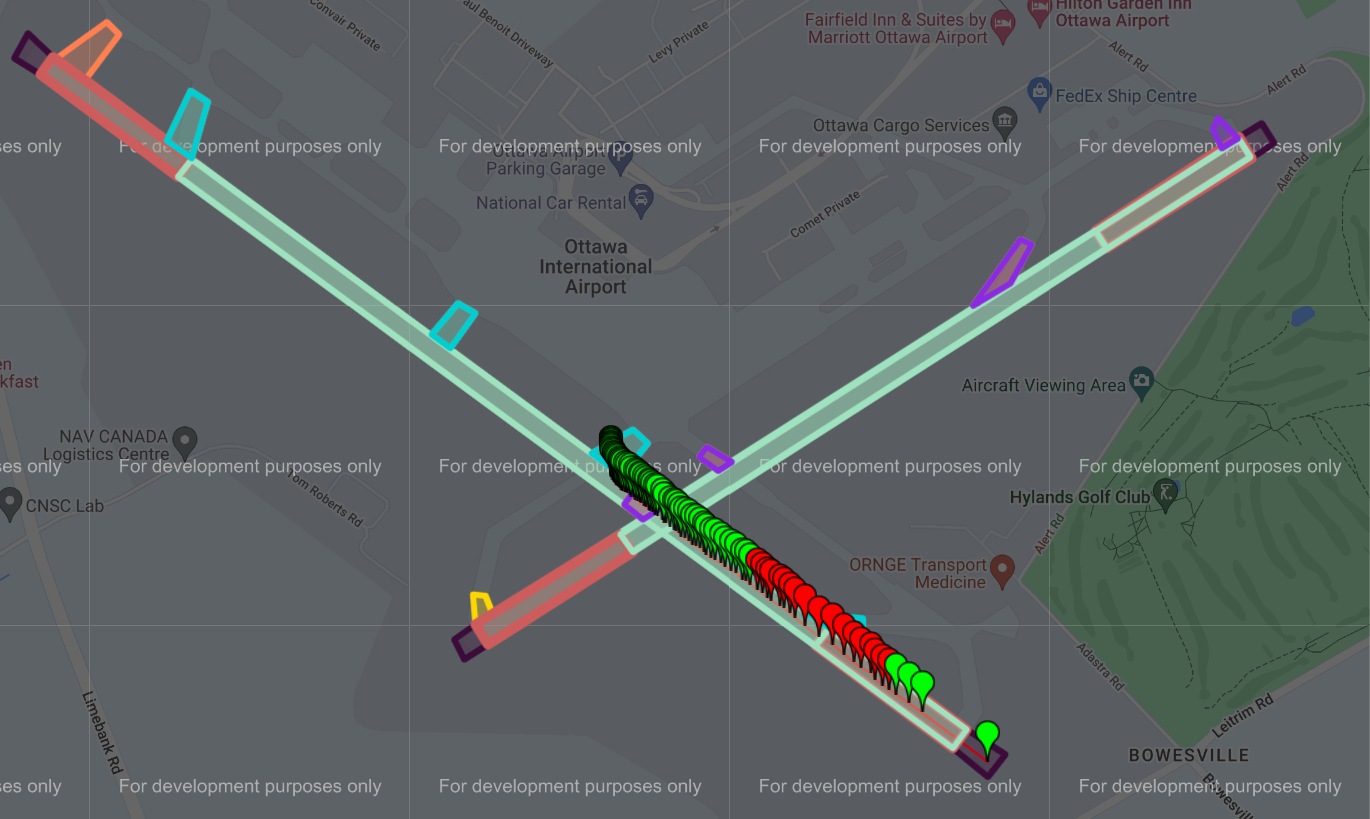 Convair Private
aul Benoit Driveway
Levy Private
Fairfield Inn & Suites by
Marriott Ottawa Airport
Hilton Garden Inn
Ottawa Airport
Alert Rd
Alert Rd
FedEx Ship Centre
Ottawa Cargo Services
ses only
For development purposes only
For development purposes only
For development purposes only
For development purposes only
Ottawa Airport
Parking Garage
National Car Rental
Comet Private
Alert Rd
Ottawa
International
Airport
en
kfast
Aircraft Viewing Area
NAV CANADA
Logistics Centre
ses only
For development purposes only
For development purposes only
For development purposes only
For development purposes only
CNSC Lab
Tom Roberts Rd
Hylands Golf Club
Alert Rd
ORNGE Transport
Medicine
Adastra Rd
Limebank Rd
Leitrim Rd
BOWESVILLE
ses only
For development purposes only
For development purposes only
For development purposes only
For development purposes only